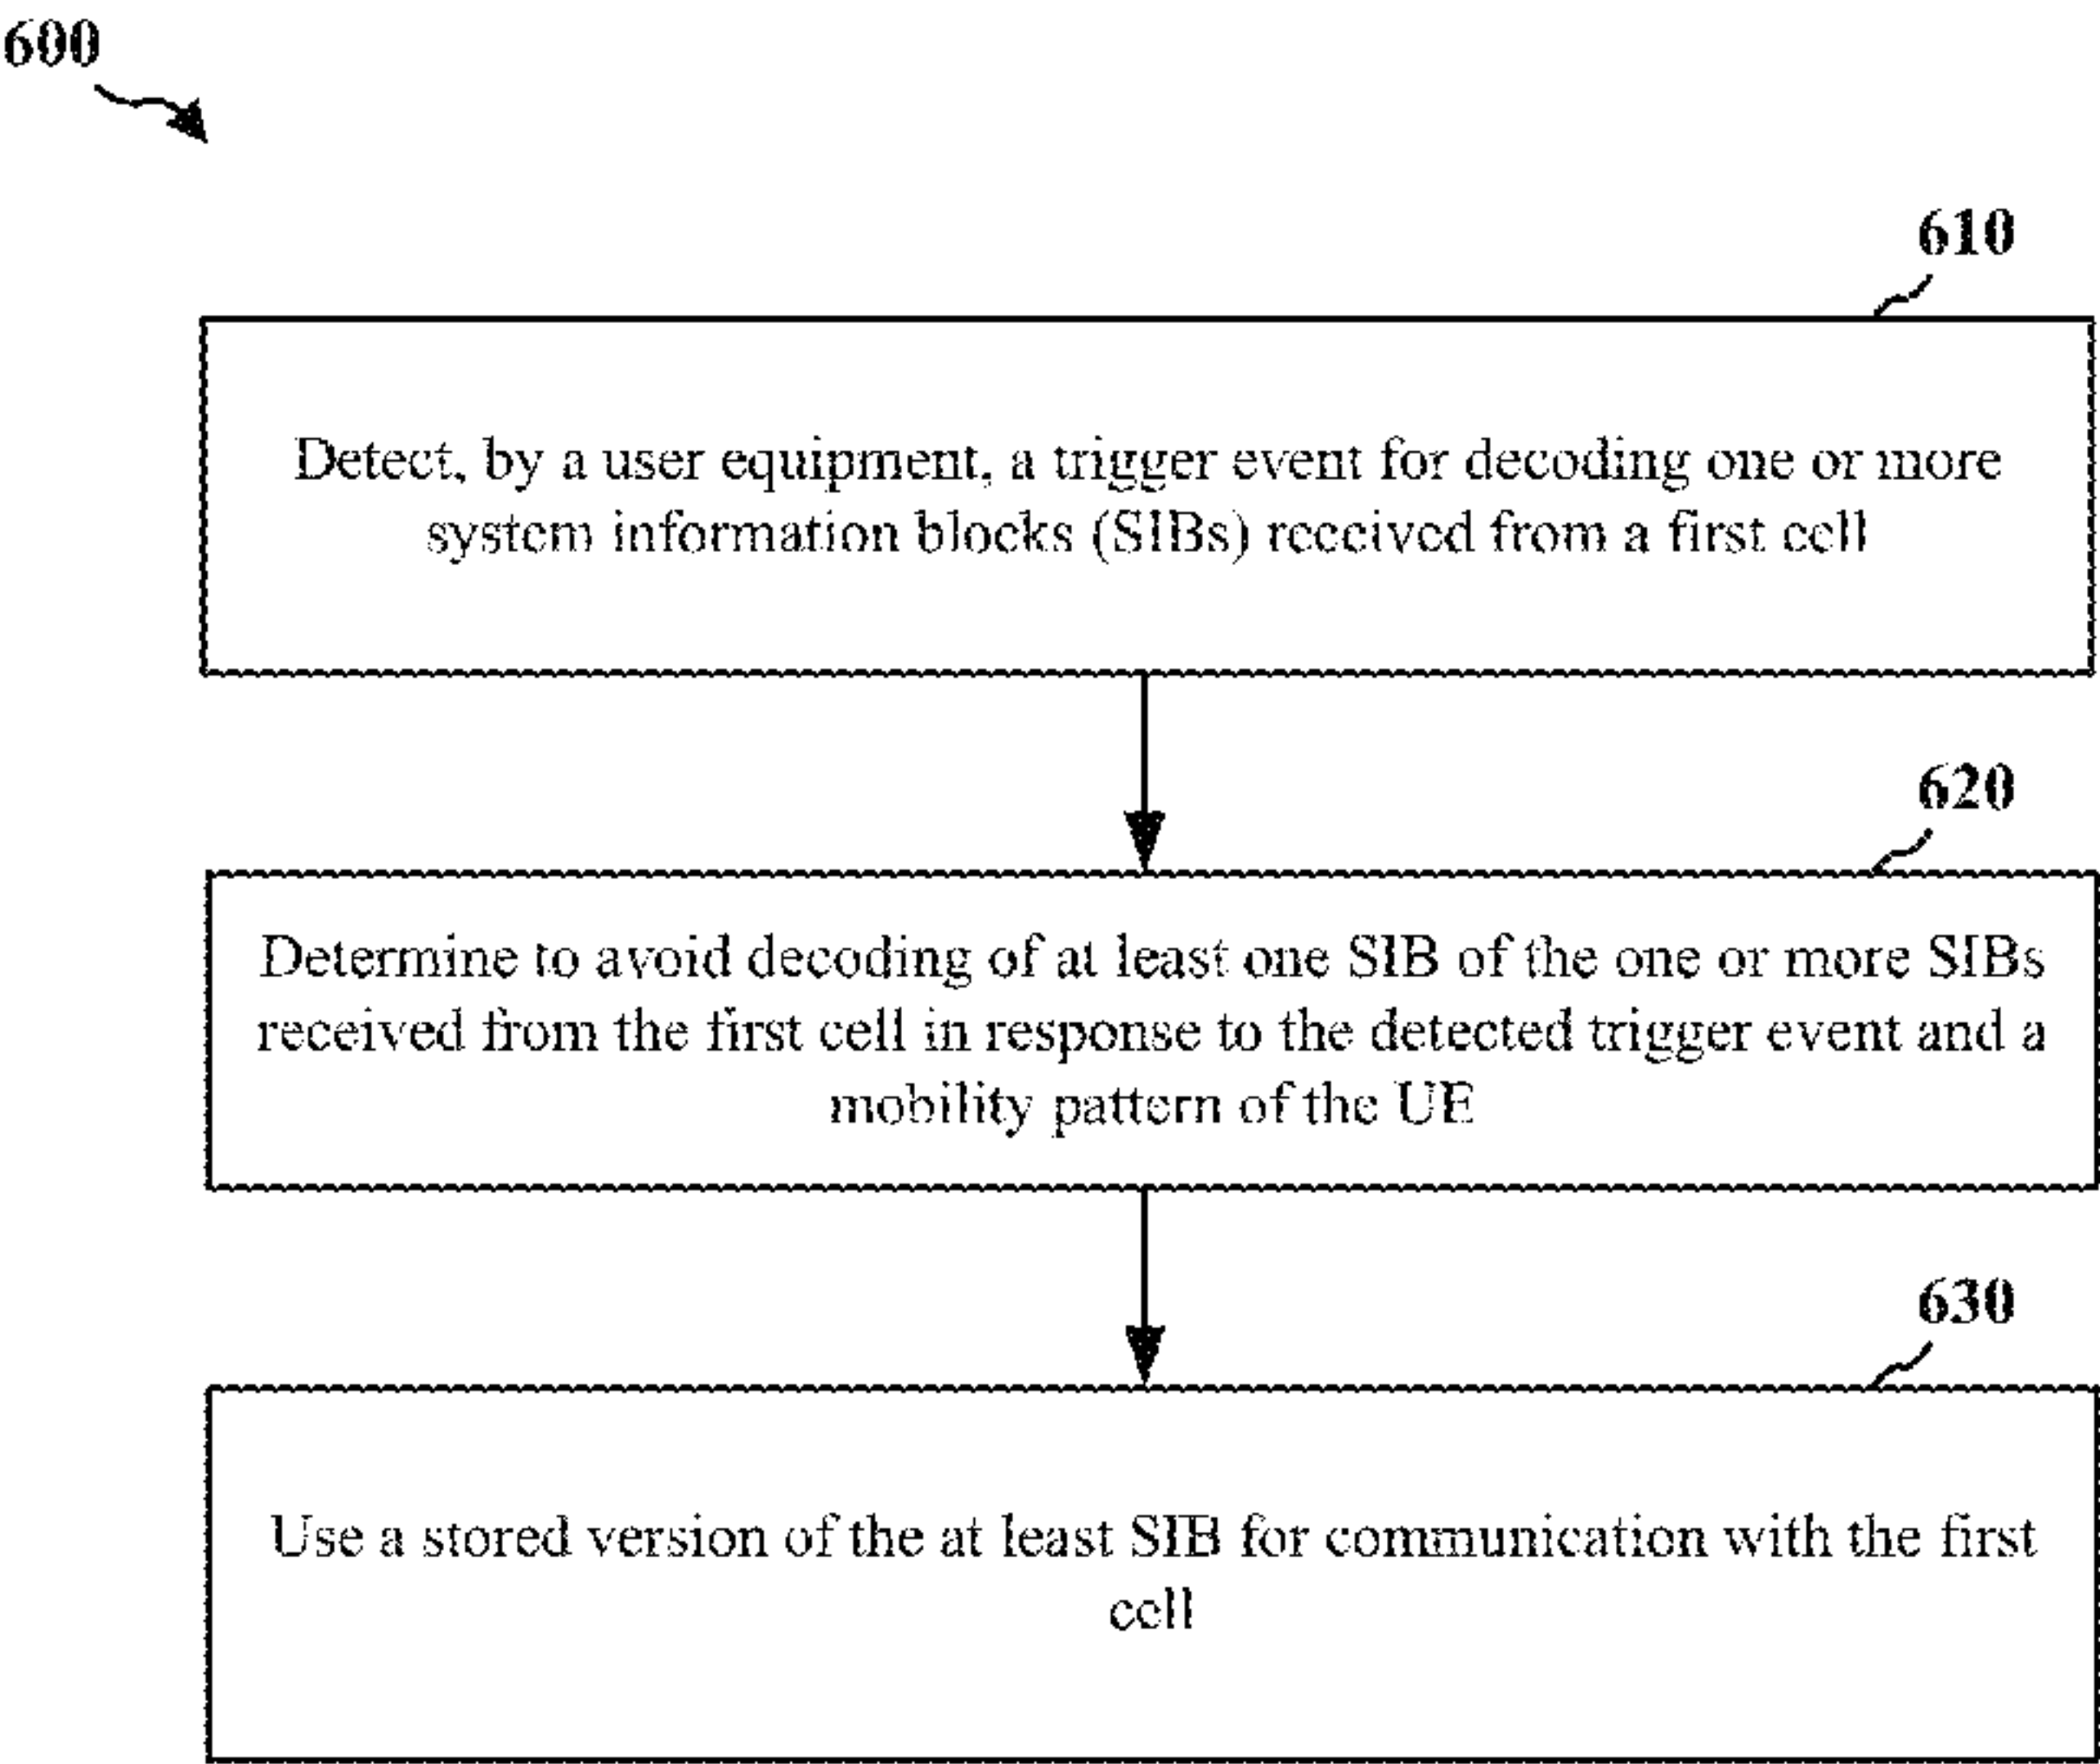 600
610
Detect, by a user equipment, a trigger event for decoding one or more
system information blocks (SIBs) received from a first cell
620
Determine to avoid decoding of at least one SIB of the one or more SIBs
received from the first cell in response to the detected trigger event and a
mobility pattern of the UE
630
Use a stored version of the at least SIB for communication with the first
cell